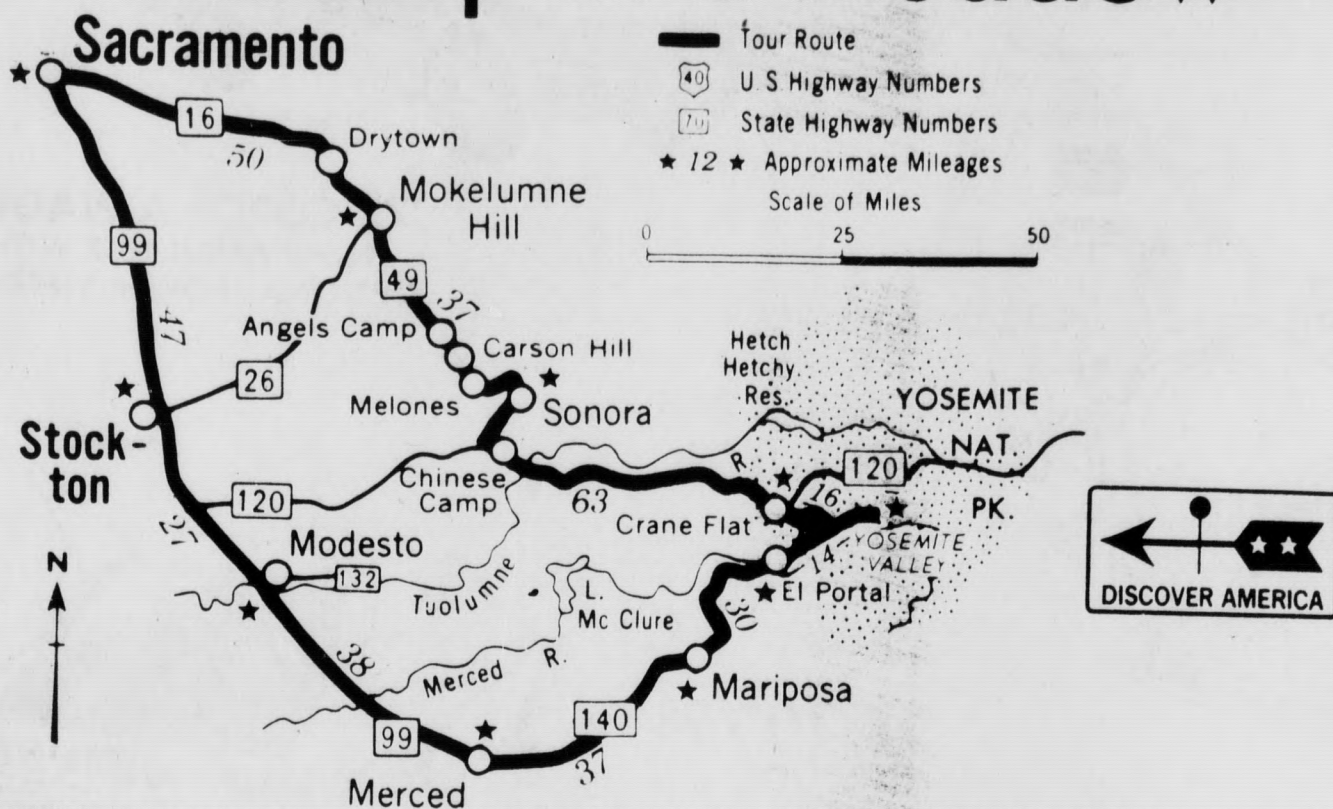 Sacramento
Tour Route
40 U.S. Highway Numbers
State Highway Numbers
★ 12 ★ Approximate Mileages
Scale of Miles
0 25 50
16
50
Drytown
Mokelumne
Hill
99
49
37
47
Angels Camp
Carson Hill
26
Melones
Sonora
Hetch
Hetchy
Res.
YOSEMITE
NAT.
PK.
Stock-
ton
120
Chinese
Camp
63
R.
120
16
Crane Flat
YOSEMITE
VALLEY
14
27
Modesto
132
Tuolumne
L.
Mc Clure
El Portal
30
N
38
Merced R.
Mariposa
140
99
37
Merced
DISCOVER AMERICA